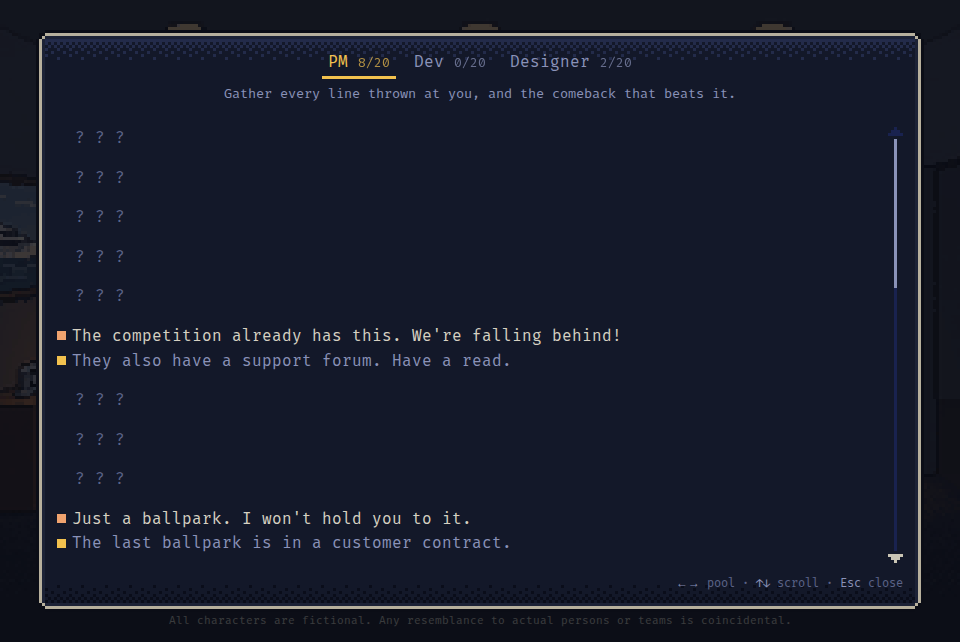 PM 8/20 Dev 0/20 Designer 2/20
Gather every line thrown at you, and the comeback that beats it.
? ? ?
? ? ?
? ? ?
? ? ?
? ? ?
The competition already has this. We're falling behind!
They also have a support forum. Have a read.
? ? ?
? ? ?
? ? ?
Just a ballpark. I won't hold you to it.
The last ballpark is in a customer contract.
←→ pool · ↑↓ scroll · Esc close
All characters are fictional. Any resemblance to actual persons or teams is coincidental.